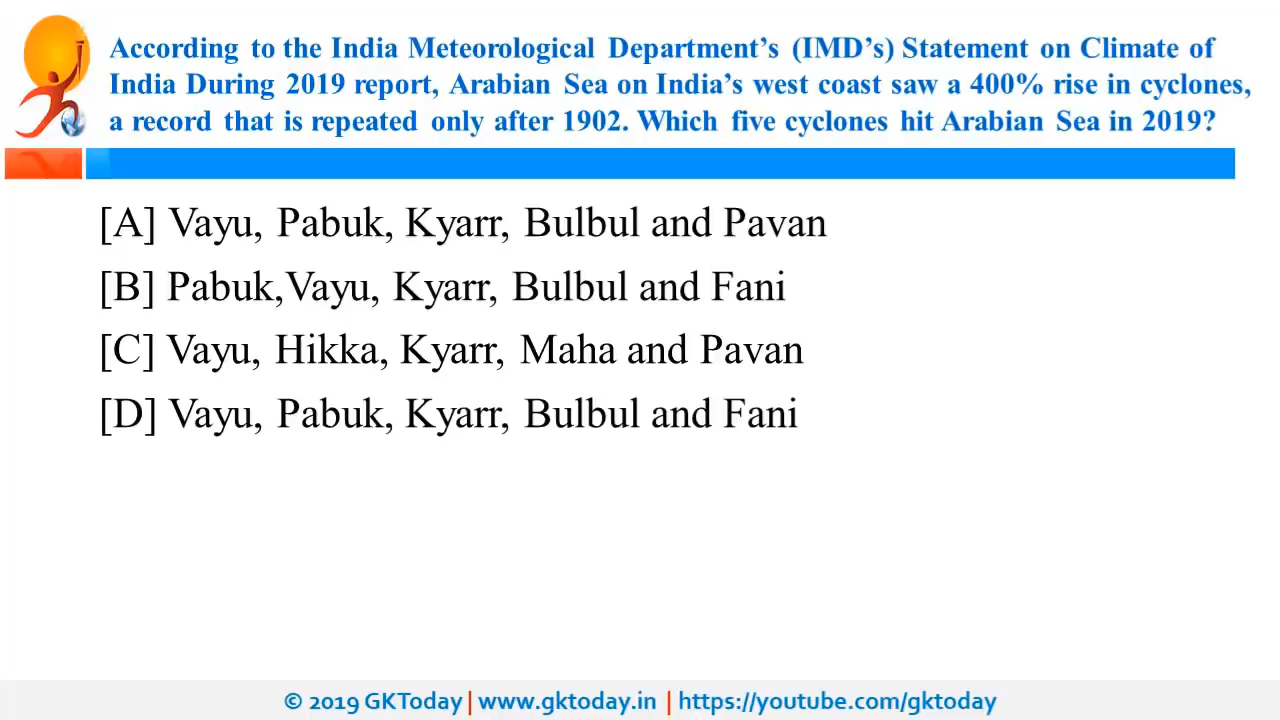 According to the India Meteorological Department’s (IMD’s) Statement on Climate of
India During 2019 report, Arabian Sea on India’s west coast saw a 400% rise in cyclones,
a record that is repeated only after 1902. Which five cyclones hit Arabian Sea in 2019?
[A] Vayu, Pabuk, Kyarr, Bulbul and Pavan
[B] Pabuk,Vayu, Kyarr, Bulbul and Fani
[C] Vayu, Hikka, Kyarr, Maha and Pavan
[D] Vayu, Pabuk, Kyarr, Bulbul and Fani
© 2019 GKToday | www.gktoday.in | https://youtube.com/gktoday